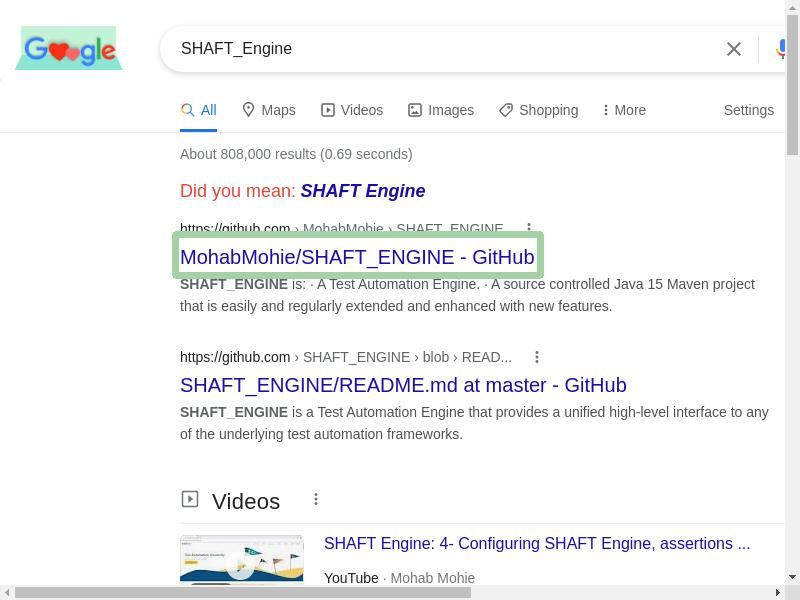 Google
SHAFT_Engine
All Maps Videos Images Shopping More Settings
About 808,000 results (0.69 seconds)
Did you mean: SHAFT Engine
https://github.com › MohabMohie › SHAFT_ENGINE
MohabMohie/SHAFT_ENGINE - GitHub
SHAFT_ENGINE is: · A Test Automation Engine. · A source controlled Java 15 Maven project
that is easily and regularly extended and enhanced with new features.
https://github.com › SHAFT_ENGINE › blob › READ...
SHAFT_ENGINE/README.md at master - GitHub
SHAFT_ENGINE is a Test Automation Engine that provides a unified high-level interface to any
of the underlying test automation frameworks.
Videos
SHAFT Engine: 4- Configuring SHAFT Engine, assertions ...
YouTube · Mohab Mohie